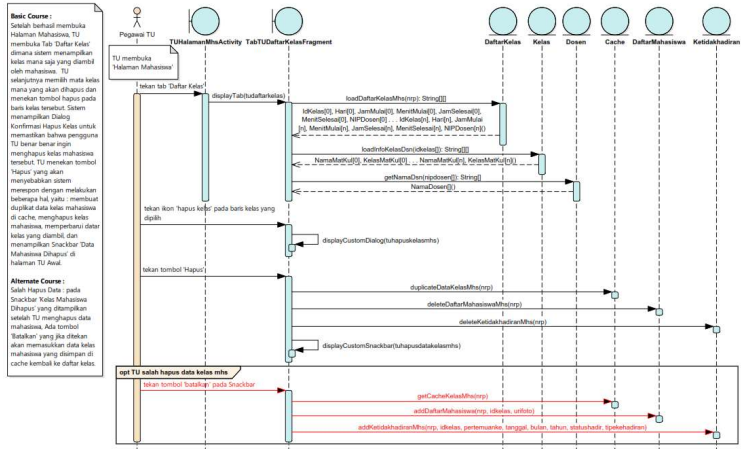 Basic Course :
Setelah berhasil membuka
Halaman Mahasiswa, TU
membuka Tab 'Daftar Kelas'
dimana sistem menampilkan
kelas mana saja yang diambil
oleh mahasiswa. TU
selanjutnya memilih mata kelas
mana yang akan dihapus dan
menekan tombol hapus pada
baris kelas tersebut. Sistem
menampilkan Dialog
Konfirmasi Hapus Kelas untuk
memastikan bahwa pengguna
TU benar benar ingin
menghapus kelas mahasiswa
tersebut. TU menekan tombol
'Hapus' yang akan
menyebabkan sistem
merespon dengan melakukan
beberapa hal, yaitu : membuat
duplikat data kelas mahasiswa
di cache, menghapus kelas
mahasiswa, memperbarui datar
kelas yang diambil, dan
menampilkan Snackbar 'Data
Mahasiswa Dihapus' di
halaman TU Awal.
Alternate Course :
Salah Hapus Data : pada
Snackbar 'Kelas Mahasiswa
Dihapus' yang ditampilkan
setelah TU menghapus data
mahasiswa, Ada tombol
'Batalkan' yang jika ditekan
akan memasukkan data kelas
mahasiswa yang disimpan di
cache kembali ke daftar kelas.
Pegawai TU
TUHalamanMhsActivity
TabTUDaftarKelasFragment
DaftarKelas
Kelas
Dosen
Cache
DaftarMahasiswa
Ketidakhadiran
TU membuka
'Halaman Mahasiswa'
tekan tab 'Daftar Kelas'
displayTab(tudaftarkelas)
loadDaftarKelasMhs(nrp): String[][]
IdKelas[0], Hari[0], JamMulai[0], MenitMulai[0], JamSelesai[0],
MenitSelesai[0], NIPDosen[0] . . . IdKelas[n], Hari[n], JamMulai
[n], MenitMulai[n], JamSelesai[n], MenitSelesai[n], NIPDosen[n]()
loadInfoKelasDsn(idkelas[]): String[][]
NamaMatKul[0], KelasMatKul[0] . . . NamaMatKul[n], KelasMatKul[n]()
getNamaDsn(nipdosen[]): String[]
NamaDosen[]()
tekan ikon 'hapus kelas' pada baris kelas yang
dipilih
displayCustomDialog(tuhapuskelasmhs)
tekan tombol 'Hapus'
duplicateDataKelasMhs(nrp)
deleteDaftarMahasiswaMhs(nrp)
deleteKetidakhadiranMhs(nrp)
displayCustomSnackbar(tuhapusdatakelasmhs)
opt TU salah hapus data kelas mhs
tekan tombol 'batalkan' pada Snackbar
getCacheKelasMhs(nrp)
addDaftarMahasiswa(nrp, idkelas, urifoto)
addKetidakhadiranMhs(nrp, idkelas, pertemuanke, tanggal, bulan, tahun, statushadir, tipekehadiran)